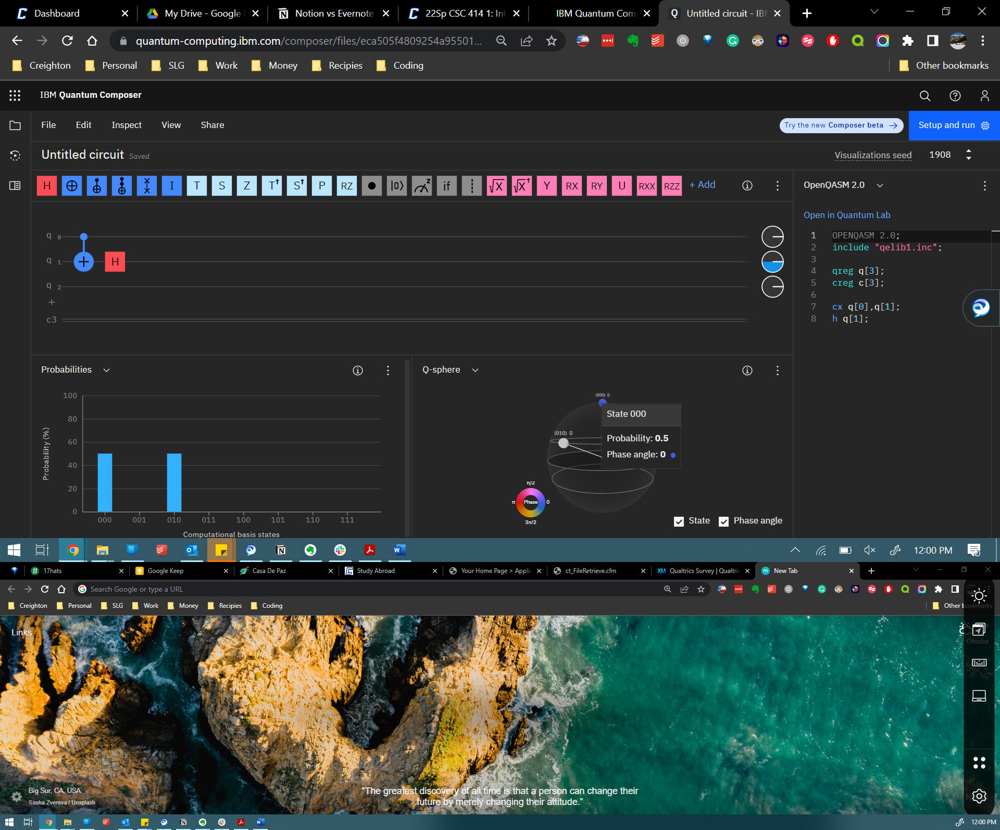 Dashboard
My Drive - Google
Notion vs Evernote
22Sp CSC 414 1: Int
IBM Quantum Com
Untitled circuit - IB
quantum-computing.ibm.com/composer/files/eca505f4809254a95501...
Creighton
Personal
SLG
Work
Money
Recipies
Coding
Other bookmarks
IBM Quantum Composer
File
Edit
Inspect
View
Share
Try the new Composer beta →
Setup and run
Untitled circuit Saved
Visualizations seed
1908
H
I
T
S
Z
T†
S†
P
RZ
|0⟩
z
if
√X
√X†
Y
RX
RY
U
RXX
RZZ
+ Add
OpenQASM 2.0
Open in Quantum Lab
q 0
q 1
H
q 2
+
c3
1 OPENQASM 2.0;
2 include "qelib1.inc";
3
4 qreg q[3];
5 creg c[3];
6
7 cx q[0],q[1];
8 h q[1];
Probabilities
100
80
60
40
20
0
Probability (%)
000
001
010
011
100
101
110
111
Computational basis states
Q-sphere
|000⟩ 0
|010⟩ 0
State 000
Probability: 0.5
Phase angle: 0
π/2
π
Phase
0
3π/2
State
Phase angle
12:00 PM
17hats
Google Keep
Casa De Paz
Study Abroad
Your Home Page > Applic
ct_FileRetrieve.cfm
Qualtrics Survey | Qualtric
New Tab
Search Google or type a URL
Creighton
Personal
SLG
Work
Money
Recipies
Coding
Other bookmarks
Links
Omaha
Big Sur, CA, USA
Sasha Zvereva / Unsplash
“The greatest discovery of all time is that a person can change their
future by merely changing their attitude.”
12:00 PM